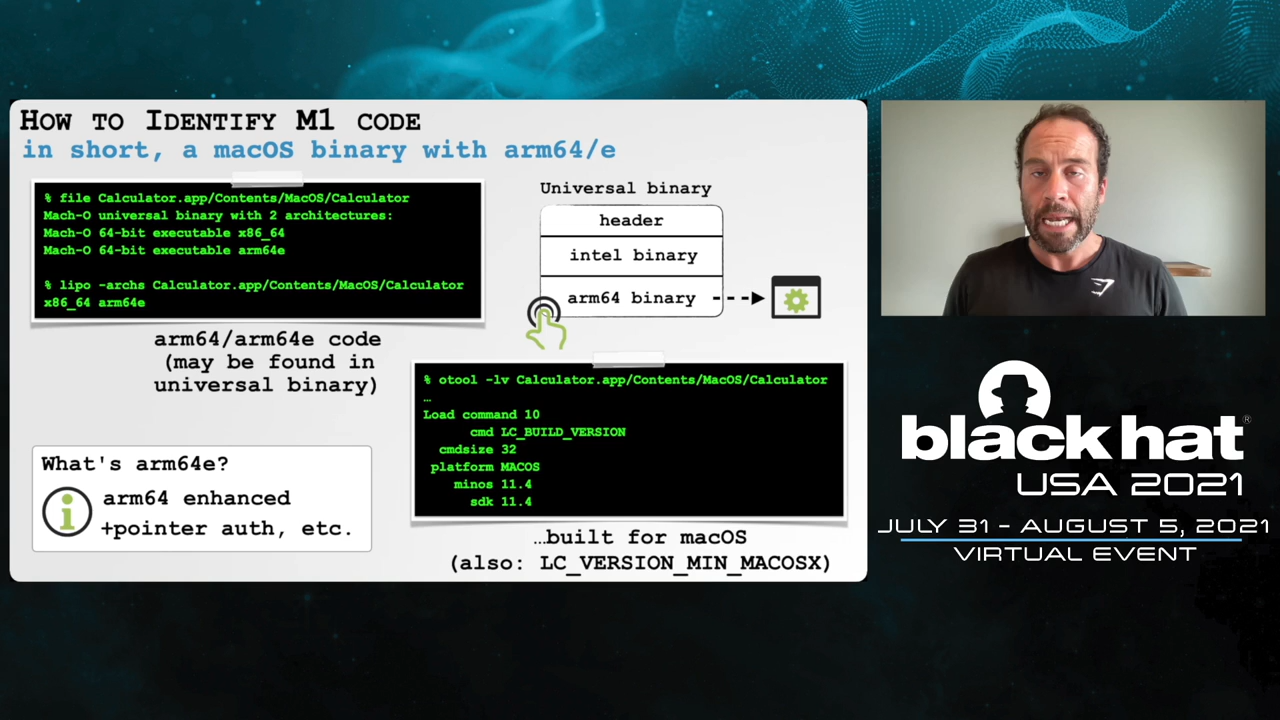 How to Identify M1 code
in short, a macOS binary with arm64/e
% file Calculator.app/Contents/MacOS/Calculator
Mach-O universal binary with 2 architectures:
Mach-O 64-bit executable x86_64
Mach-O 64-bit executable arm64e
% lipo -archs Calculator.app/Contents/MacOS/Calculator
x86_64 arm64e
arm64/arm64e code
(may be found in
universal binary)
Universal binary
header
intel binary
arm64 binary
% otool -lv Calculator.app/Contents/MacOS/Calculator
…
Load command 10
cmd LC_BUILD_VERSION
cmdsize 32
platform MACOS
minos 11.4
sdk 11.4
…built for macOS
(also: LC_VERSION_MIN_MACOSX)
What's arm64e?
i
arm64 enhanced
+pointer auth, etc.
black hat®
USA 2021
JULY 31 - AUGUST 5, 2021
VIRTUAL EVENT